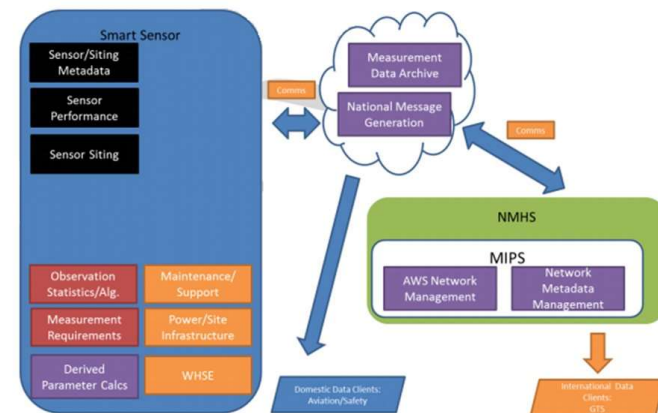 Smart Sensor
Sensor/Siting
Metadata
Sensor
Performance
Sensor Siting
Observation
Statistics/Alg.
Maintenance/
Support
Measurement
Requirements
Power/Site
Infrastructure
Derived
Parameter Calcs
WHSE
Comms
Measurement
Data Archive
National Message
Generation
Comms
NMHS
MIPS
AWS Network
Management
Network
Metadata
Management
Domestic Data Clients:
Aviation/Safety
International Data
Clients:
GTS